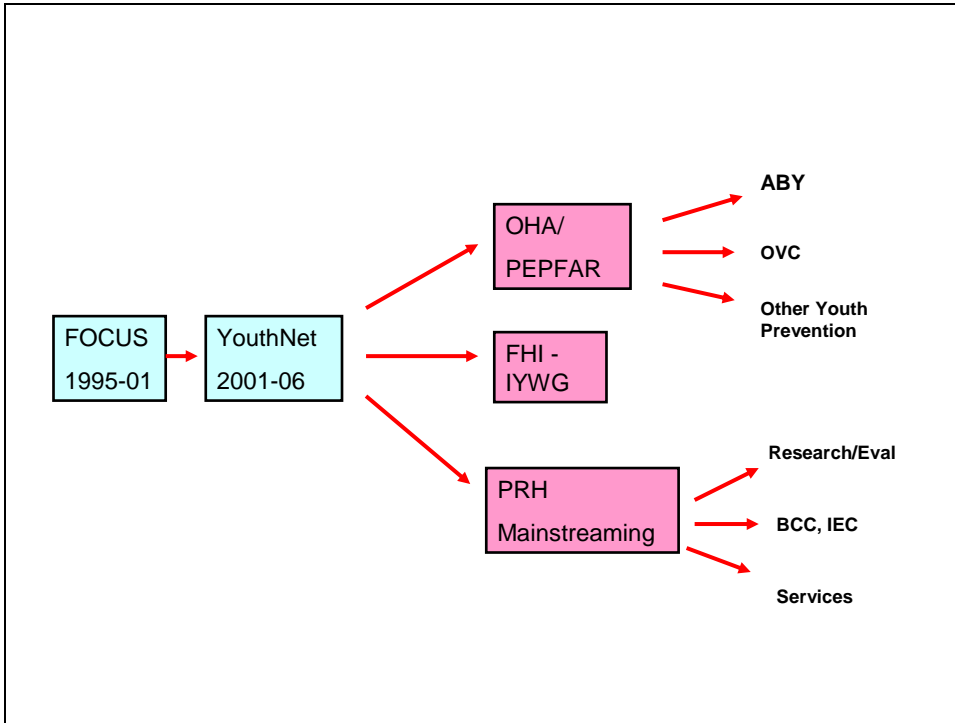 FOCUS
1995-01
YouthNet
2001-06
OHA/
PEPFAR
FHI -
IYWG
PRH
Mainstreaming
ABY
OVC
Other Youth
Prevention
Research/Eval
BCC, IEC
Services